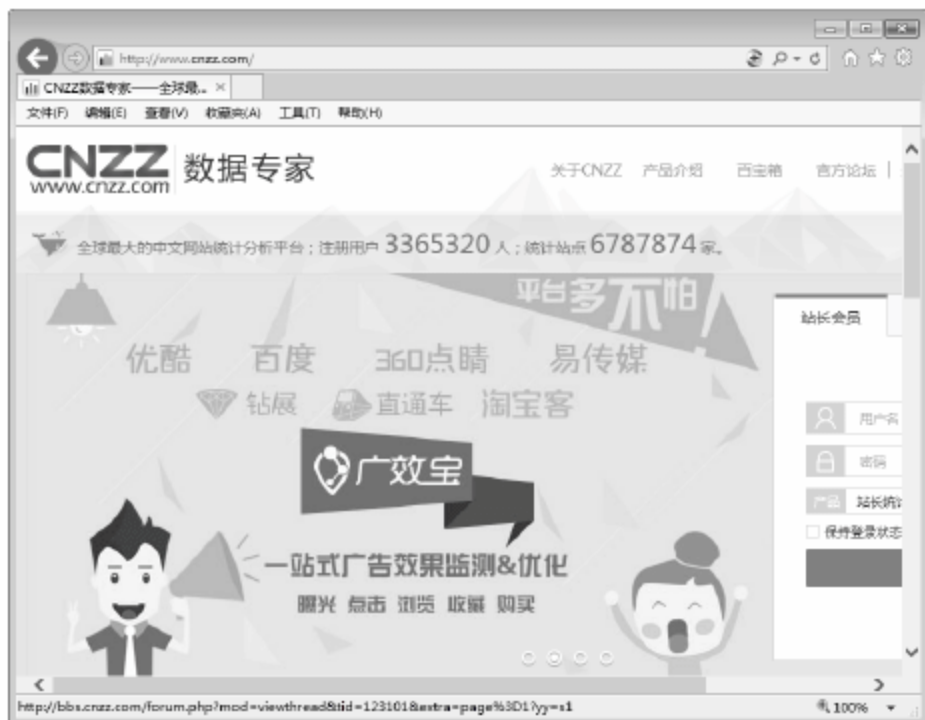 http://www.cnzz.com/
CNZZ数据专家——全球最...
文件(F) 编辑(E) 查看(V) 收藏夹(A) 工具(T) 帮助(H)
CNZZ 数据专家
www.cnzz.com
关于CNZZ 产品介绍 百宝箱 官方论坛
全球最大的中文网站统计分析平台；注册用户 3365320 人；统计站点 6787874 家。
平台多不怕!
站长会员
优酷 百度 360点睛 易传媒
钻展 直通车 淘宝客
用户名
广效宝
密码
产品 站长统计
保持登录状态
一站式广告效果监测&优化
曝光 点击 浏览 收藏 购买
http://bbs.cnzz.com/forum.php?mod=viewthread&tid=123101&extra=page%3D1?yy=s1
100%